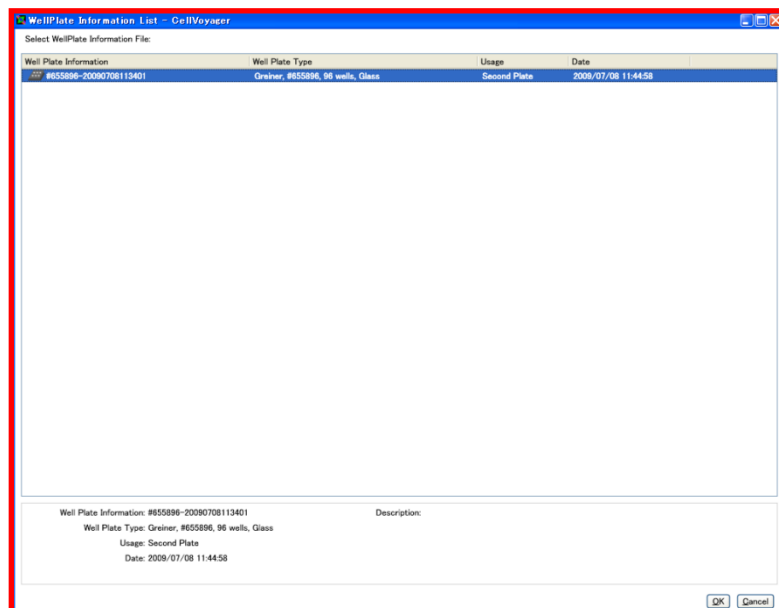 WellPlate Information List - CellVoyager
Select WellPlate Information File:
Well Plate Information Well Plate Type Usage Date
#655896-20090708113401 Greiner, #655896, 96 wells, Glass Second Plate 2009/07/08 11:44:58
Well Plate Information: #655896-20090708113401 Description:
Well Plate Type: Greiner, #655896, 96 wells, Glass
Usage: Second Plate
Date: 2009/07/08 11:44:58
OK Cancel